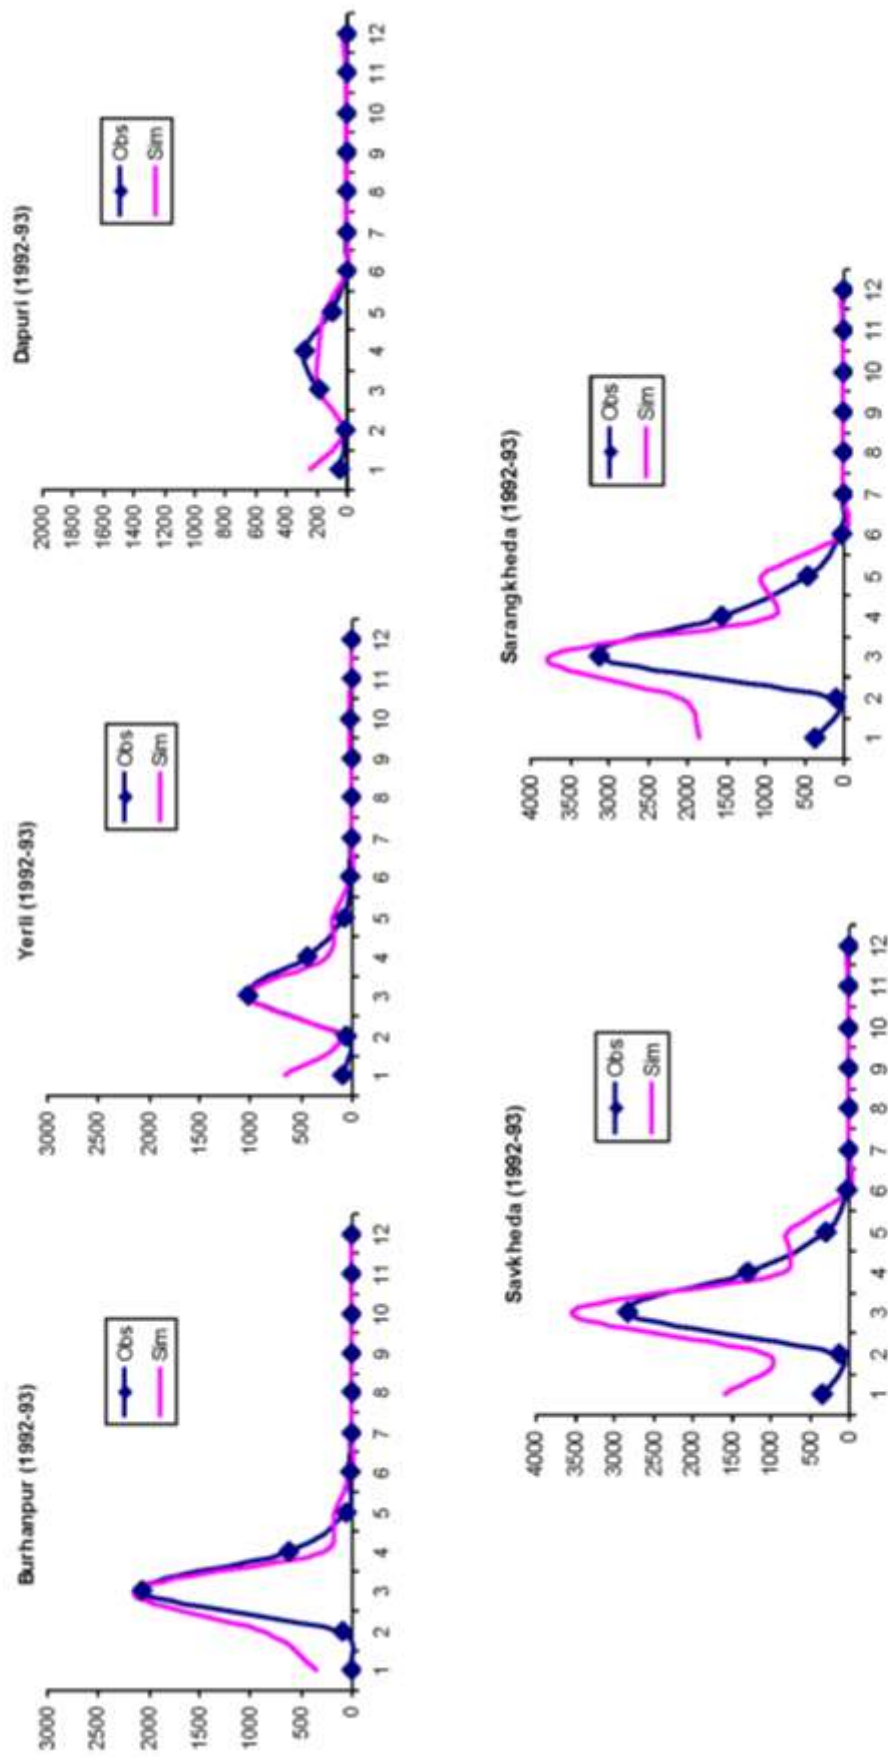 Burhanpur (1992-93)
3000
2500
2000
1500
1000
500
0
Obs
Sim
1 2 3 4 5 6 7 8 9 10 11 12
Yerli (1992-93)
3000
2500
2000
1500
1000
500
0
Obs
Sim
1 2 3 4 5 6 7 8 9 10 11 12
Dapuri (1992-93)
2000
1800
1600
1400
1200
1000
800
600
400
200
0
Obs
Sim
1 2 3 4 5 6 7 8 9 10 11 12
Savkheda (1992-93)
4000
3500
3000
2500
2000
1500
1000
500
0
Obs
Sim
1 2 3 4 5 6 7 8 9 10 11 12
Sarangkheda (1992-93)
4000
3500
3000
2500
2000
1500
1000
500
0
Obs
Sim
1 2 3 4 5 6 7 8 9 10 11 12